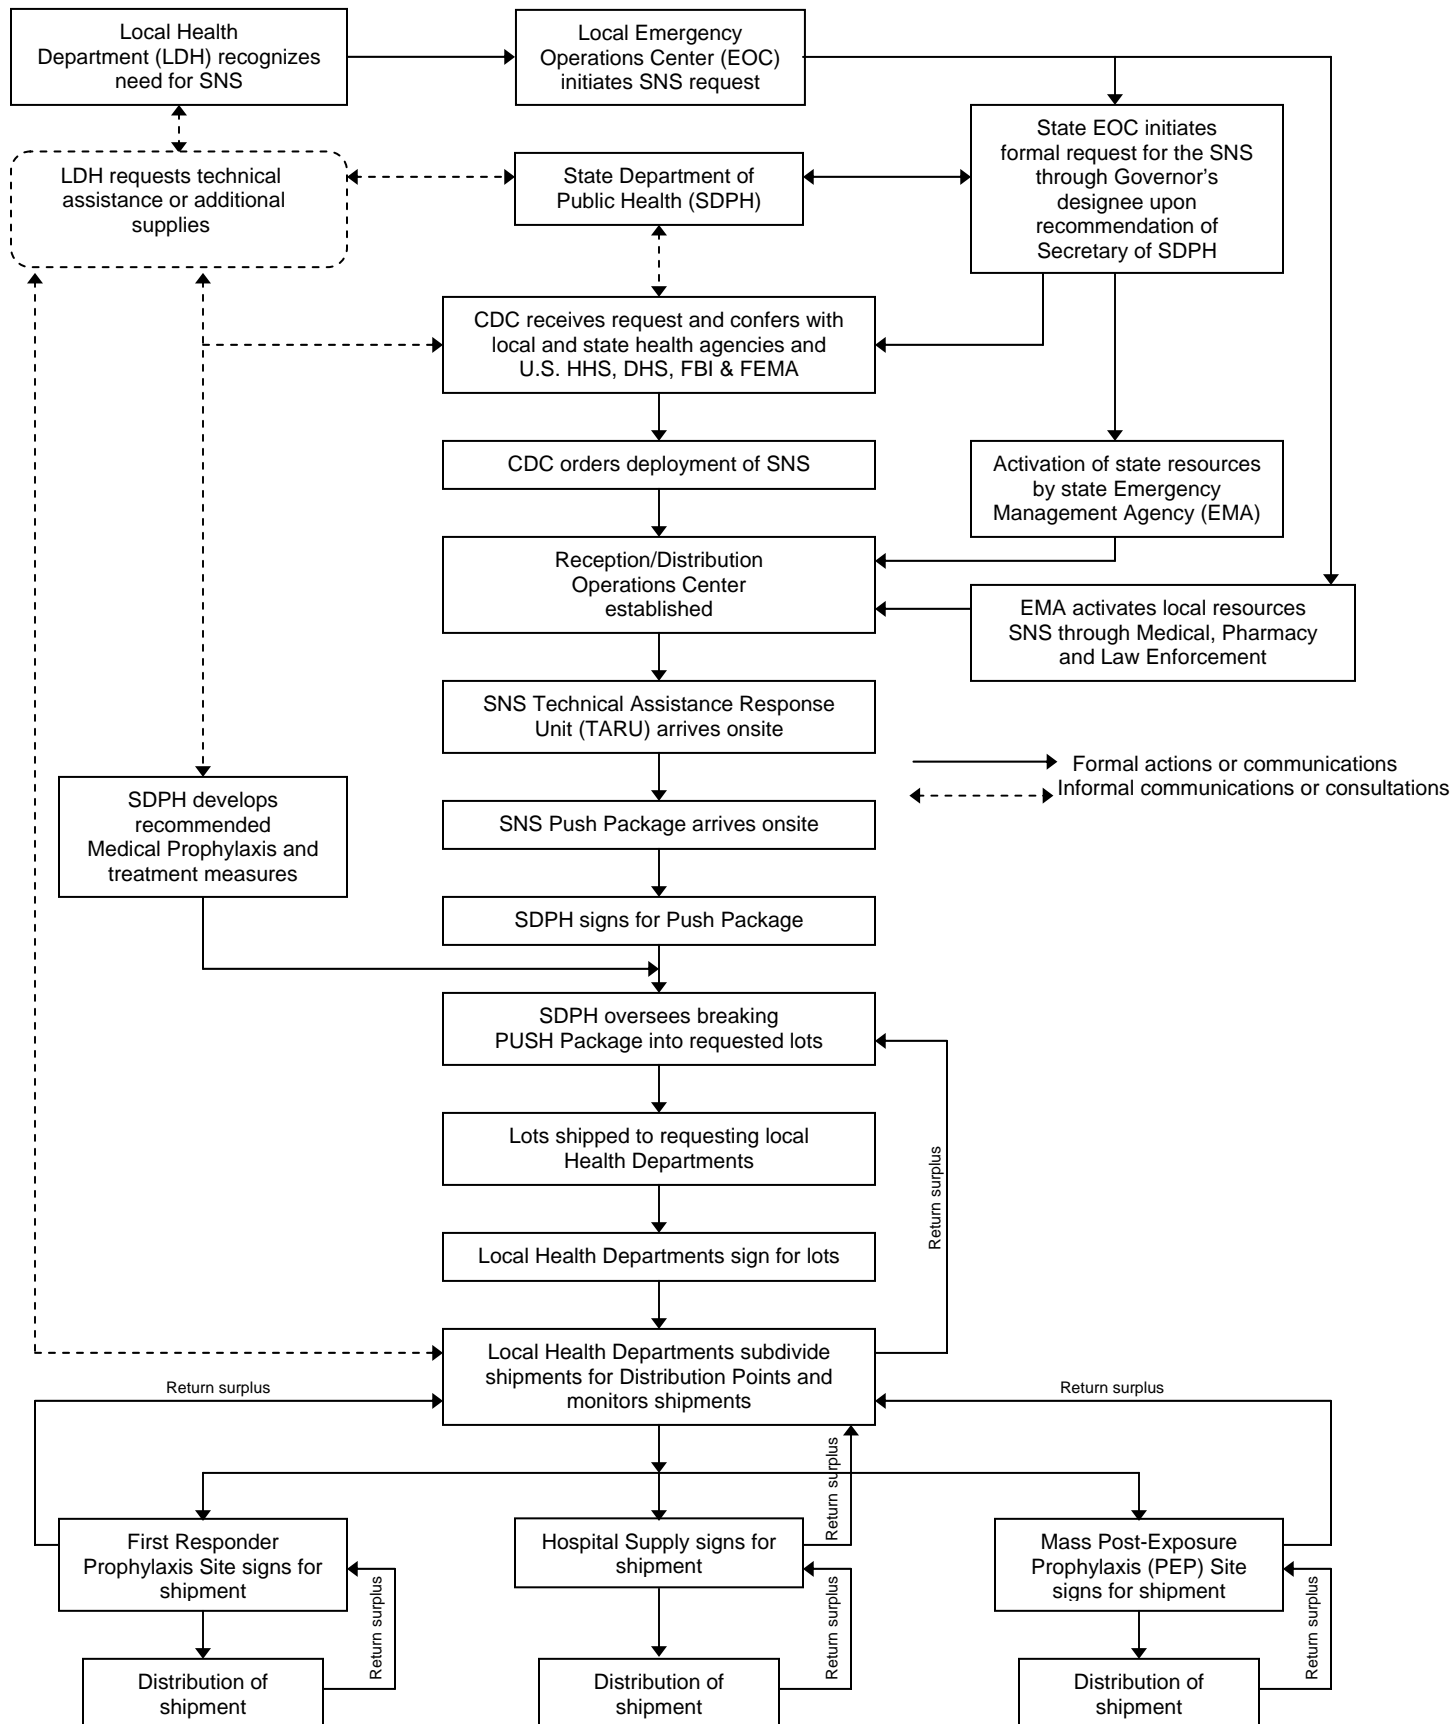 Local Health
Department (LDH) recognizes
need for SNS
Local Emergency
Operations Center (EOC)
initiates SNS request
State EOC initiates
formal request for the SNS
through Governor's
designee upon
recommendation of
Secretary of SDPH
LDH requests technical
assistance or additional
supplies
State Department of
Public Health (SDPH)
CDC receives request and confers with
local and state health agencies and
U.S. HHS, DHS, FBI & FEMA
CDC orders deployment of SNS
Activation of state resources
by state Emergency
Management Agency (EMA)
Reception/Distribution
Operations Center
established
EMA activates local resources
SNS through Medical, Pharmacy
and Law Enforcement
SNS Technical Assistance Response
Unit (TARU) arrives onsite
Formal actions or communications
Informal communications or consultations
SDPH develops
recommended
Medical Prophylaxis and
treatment measures
SNS Push Package arrives onsite
SDPH signs for Push Package
SDPH oversees breaking
PUSH Package into requested lots
Lots shipped to requesting local
Health Departments
Return surplus
Local Health Departments sign for lots
Local Health Departments subdivide
shipments for Distribution Points and
monitors shipments
Return surplus
Return surplus
Return surplus
First Responder
Prophylaxis Site signs for
shipment
Hospital Supply signs for
shipment
Mass Post-Exposure
Prophylaxis (PEP) Site
signs for shipment
Return surplus
Return surplus
Return surplus
Distribution of
shipment
Distribution of
shipment
Distribution of
shipment